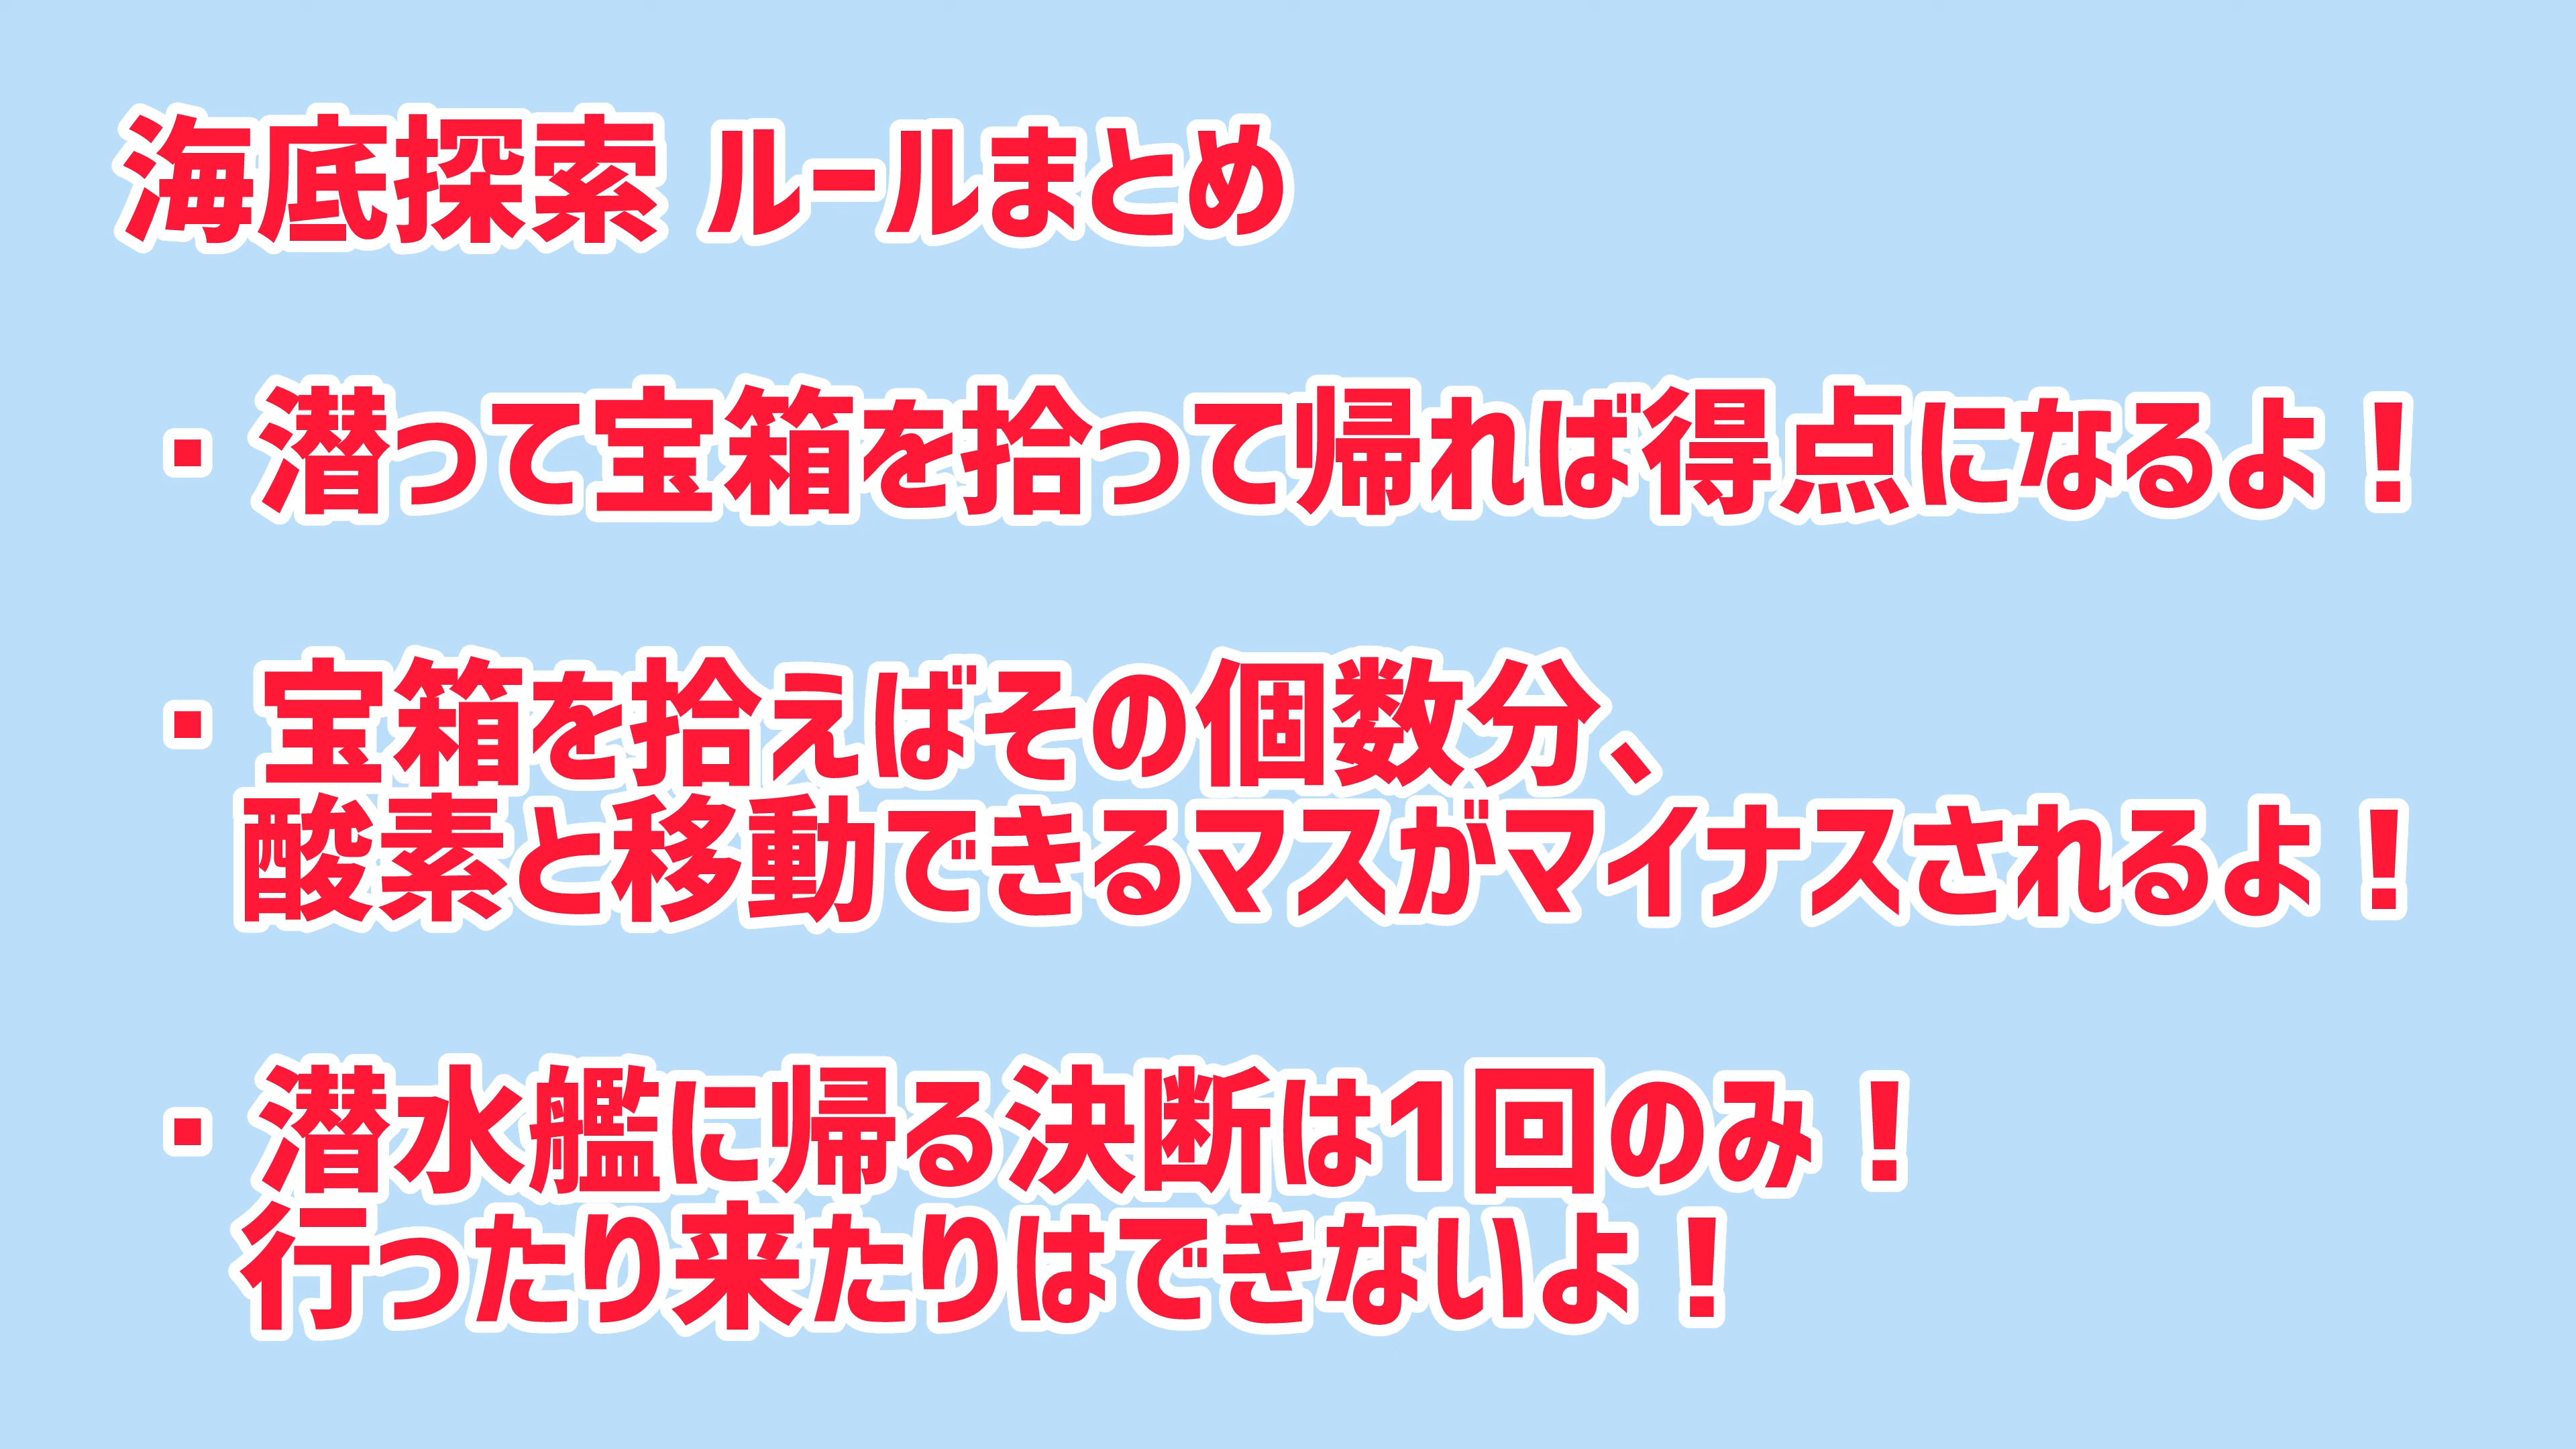 海底探索 ルールまとめ
・潜って宝箱を拾って帰れば得点になるよ！
・宝箱を拾えばその個数分、
酸素と移動できるマスがマイナスされるよ！
・潜水艦に帰る決断は1回のみ！
行ったり来たりはできないよ！